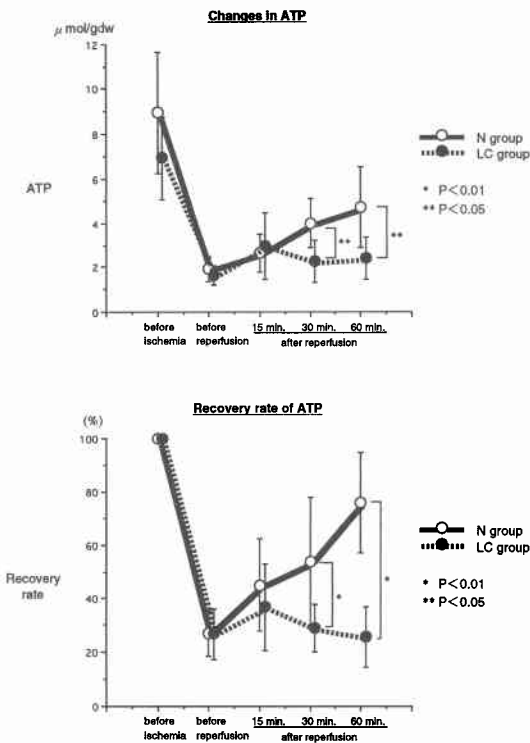 Changes in ATP
μ mol/gdw
12
10
8
6
4
2
0
ATP
N group
LC group
* P<0.01
** P<0.05
**
**
before ischemia
before reperfusion
15 min.
30 min.
60 min.
after reperfusion
Recovery rate of ATP
(%)
100
80
60
40
20
0
Recovery
rate
N group
LC group
* P<0.01
** P<0.05
*
*
before ischemia
before reperfusion
15 min.
30 min.
60 min.
after reperfusion